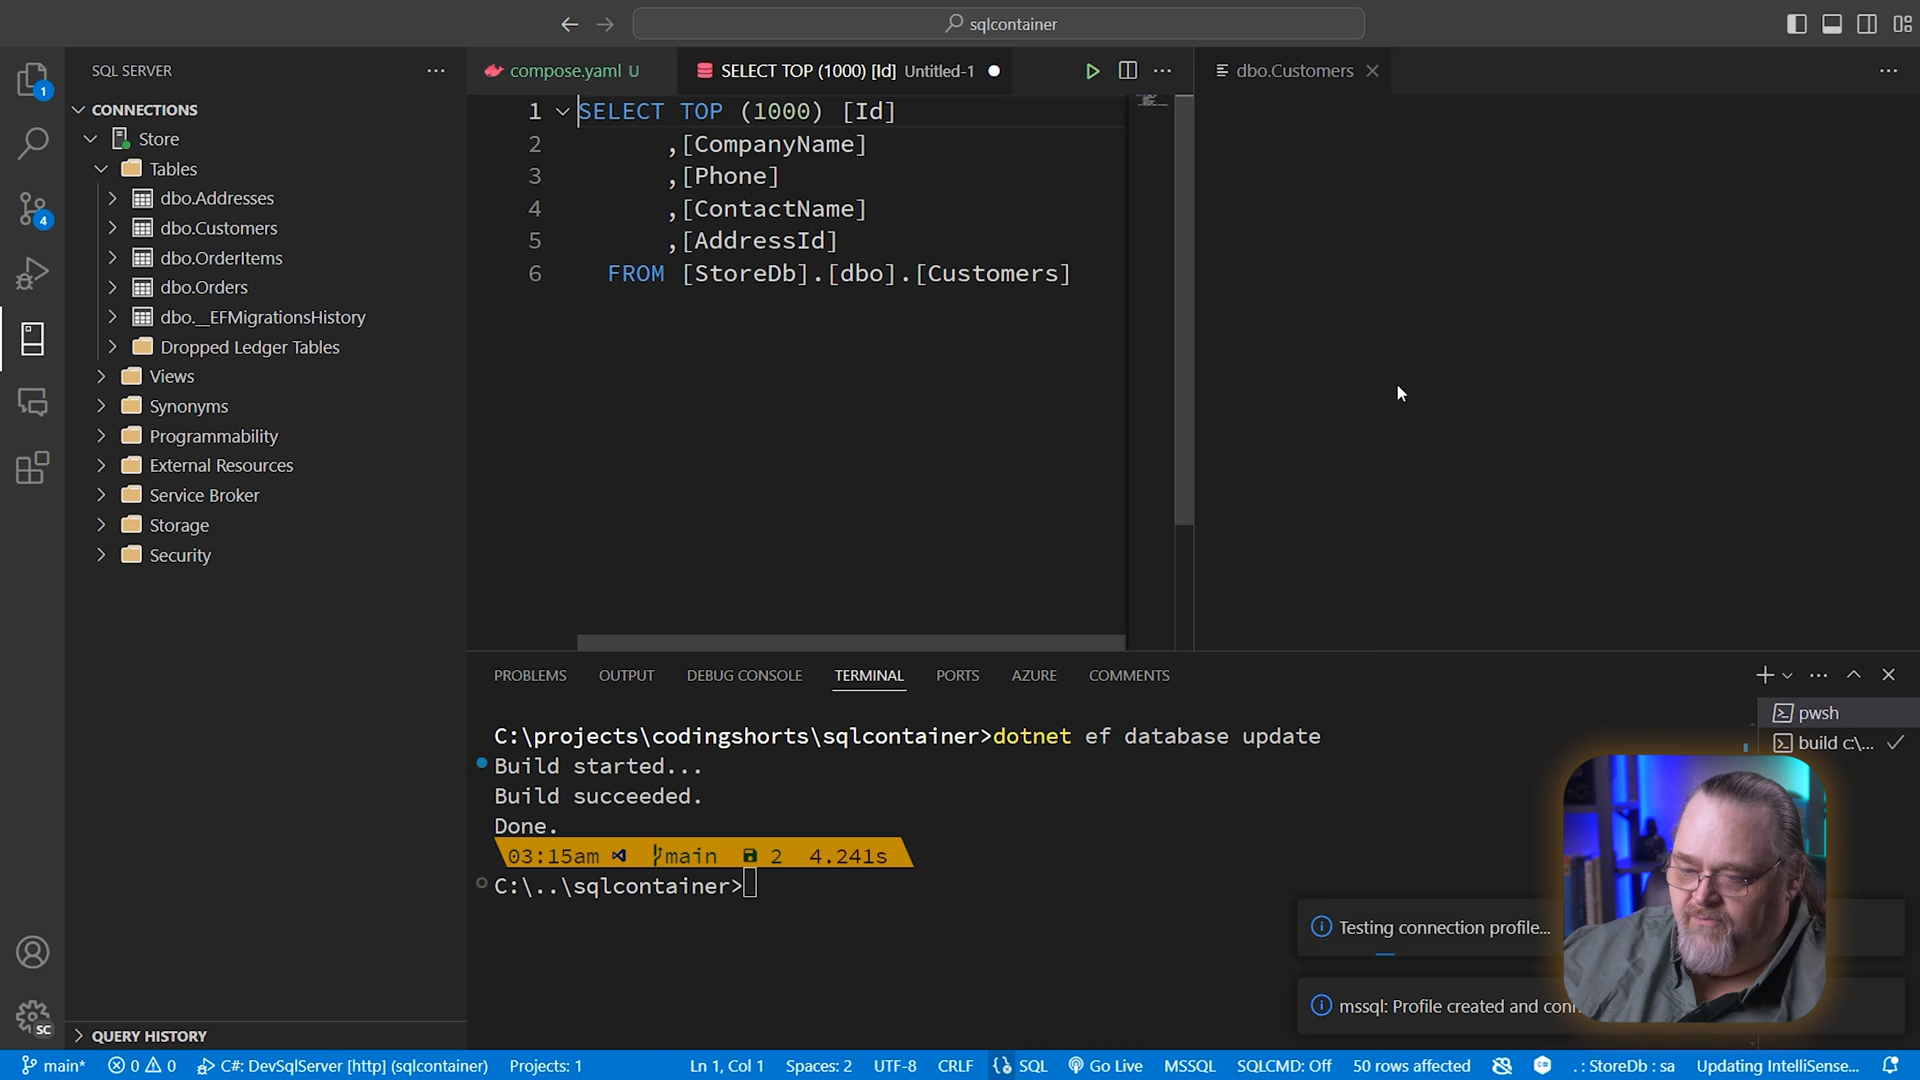 sqlcontainer
SQL SERVER
CONNECTIONS
Store
Tables
dbo.Addresses
dbo.Customers
dbo.OrderItems
dbo.Orders
dbo.__EFMigrationsHistory
Dropped Ledger Tables
Views
Synonyms
Programmability
External Resources
Service Broker
Storage
Security
QUERY HISTORY
1
4
SC
compose.yaml U
SELECT TOP (1000) [Id] Untitled-1
dbo.Customers
1 SELECT TOP (1000) [Id]
2 ,[CompanyName]
3 ,[Phone]
4 ,[ContactName]
5 ,[AddressId]
6 FROM [StoreDb].[dbo].[Customers]
PROBLEMS OUTPUT DEBUG CONSOLE TERMINAL PORTS AZURE COMMENTS
C:\projects\codingshorts\sqlcontainer>dotnet ef database update
Build started...
Build succeeded.
Done.
03:15am main 2 4.241s
C:\..\sqlcontainer>
pwsh
build c:\...
Testing connection profile...
mssql: Profile created and
main* 0 0 C#: DevSqlServer [http] (sqlcontainer) Projects: 1 Ln 1, Col 1 Spaces: 2 UTF-8 CRLF SQL Go Live MSSQL SQLCMD: Off 50 rows affected .: StoreDb : sa Updating IntelliSense...